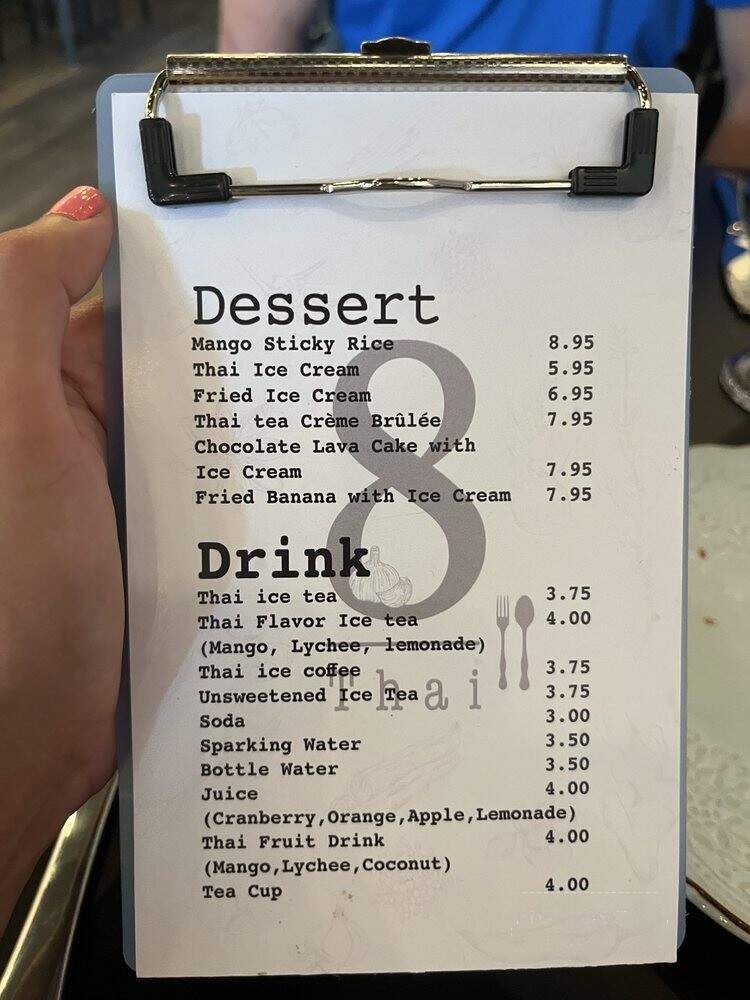 Dessert
Mango Sticky Rice 8.95
Thai Ice Cream 5.95
Fried Ice Cream 6.95
Thai tea Crème Brûlée 7.95
Chocolate Lava Cake with
Ice Cream 7.95
Fried Banana with Ice Cream 7.95
8
Drink
Thai ice tea 3.75
Thai Flavor Ice tea 4.00
(Mango, Lychee, lemonade)
Thai ice coffee 3.75
Thai
Unsweetened Ice Tea 3.75
Soda 3.00
Sparking Water 3.50
Bottle Water 3.50
Juice 4.00
(Cranberry,Orange,Apple,Lemonade)
Thai Fruit Drink 4.00
(Mango,Lychee,Coconut)
Tea Cup 4.00